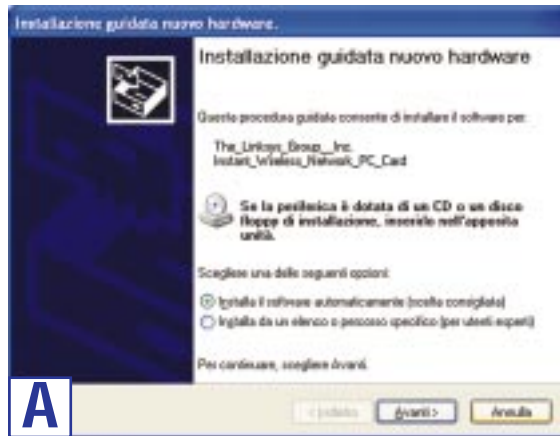 Installazione guidata nuovo hardware.
Installazione guidata nuovo hardware
Questa procedura guidata consente di installare il software per:
The_Linksys_Group__Inc.
Instant_Wireless_Network_PC_Card
Se la periferica è dotata di un CD o un disco
floppy di installazione, inserirlo nell'apposita
unità.
Scegliere una delle seguenti opzioni:
Installa il software automaticamente (scelta consigliata)
Installa da un elenco o percorso specifico (per utenti esperti)
Per continuare, scegliere Avanti.
< Indietro Avanti > Annulla
A